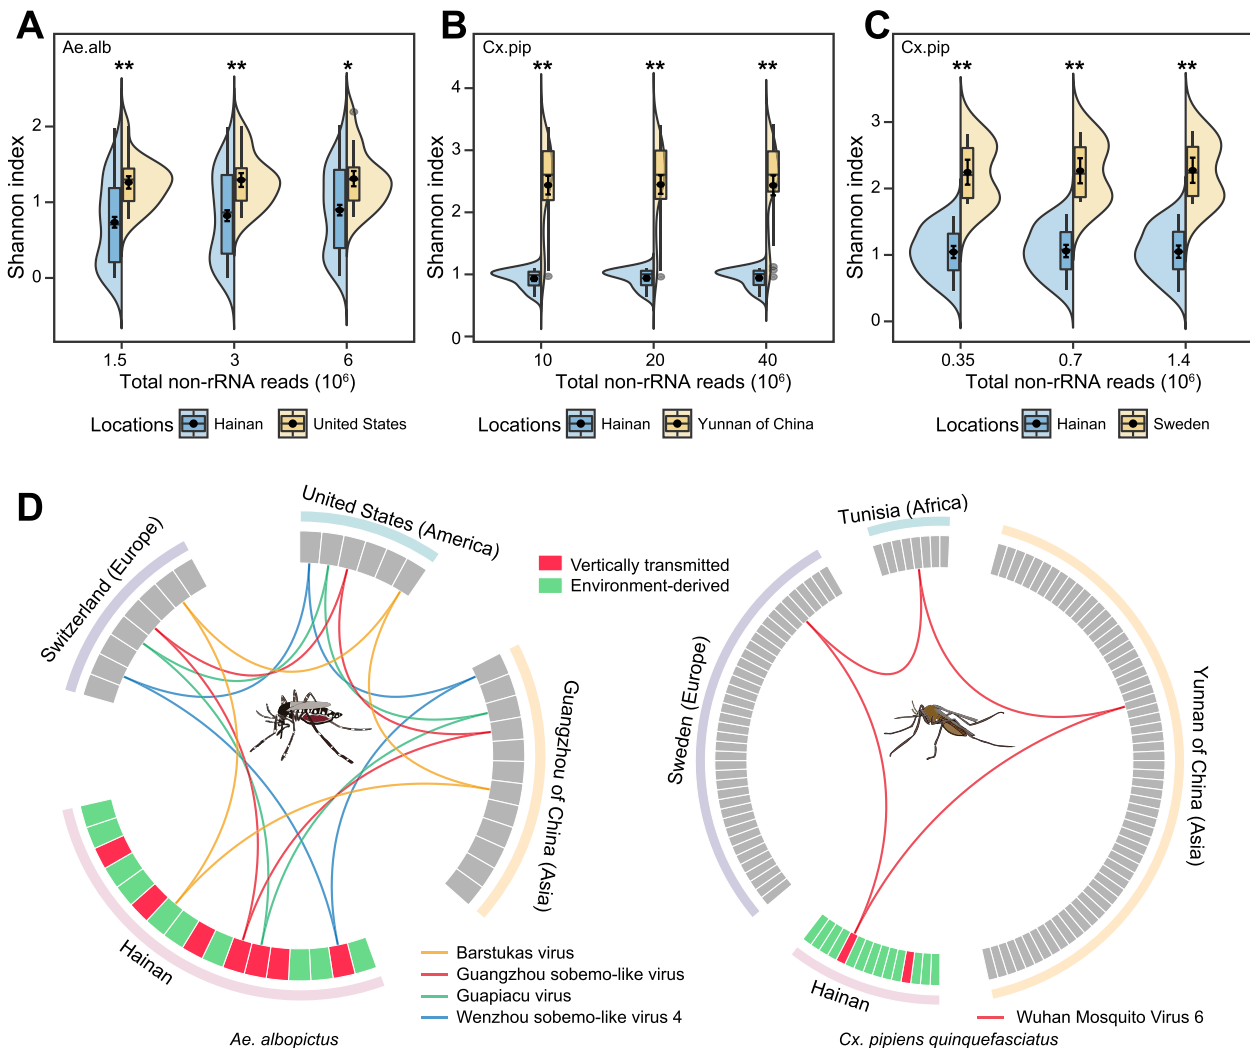 A
Ae.alb
** ** *
Shannon index
2
1
0
1.5 3 6
Total non-rRNA reads (10⁶)
Locations Hainan United States
B
Cx.pip
** ** **
Shannon index
4
3
2
1
0
10 20 40
Total non-rRNA reads (10⁶)
Locations Hainan Yunnan of China
C
Cx.pip
** ** **
Shannon index
3
2
1
0
0.35 0.7 1.4
Total non-rRNA reads (10⁶)
Locations Hainan Sweden
D
Switzerland (Europe)
United States (America)
Guangzhou of China (Asia)
Hainan
Vertically transmitted
Environment-derived
Barstukas virus
Guangzhou sobemo-like virus
Guapiacu virus
Wenzhou sobemo-like virus 4
Ae. albopictus
Tunisia (Africa)
Sweden (Europe)
Yunnan of China (Asia)
Hainan
Wuhan Mosquito Virus 6
Cx. pipiens quinquefasciatus